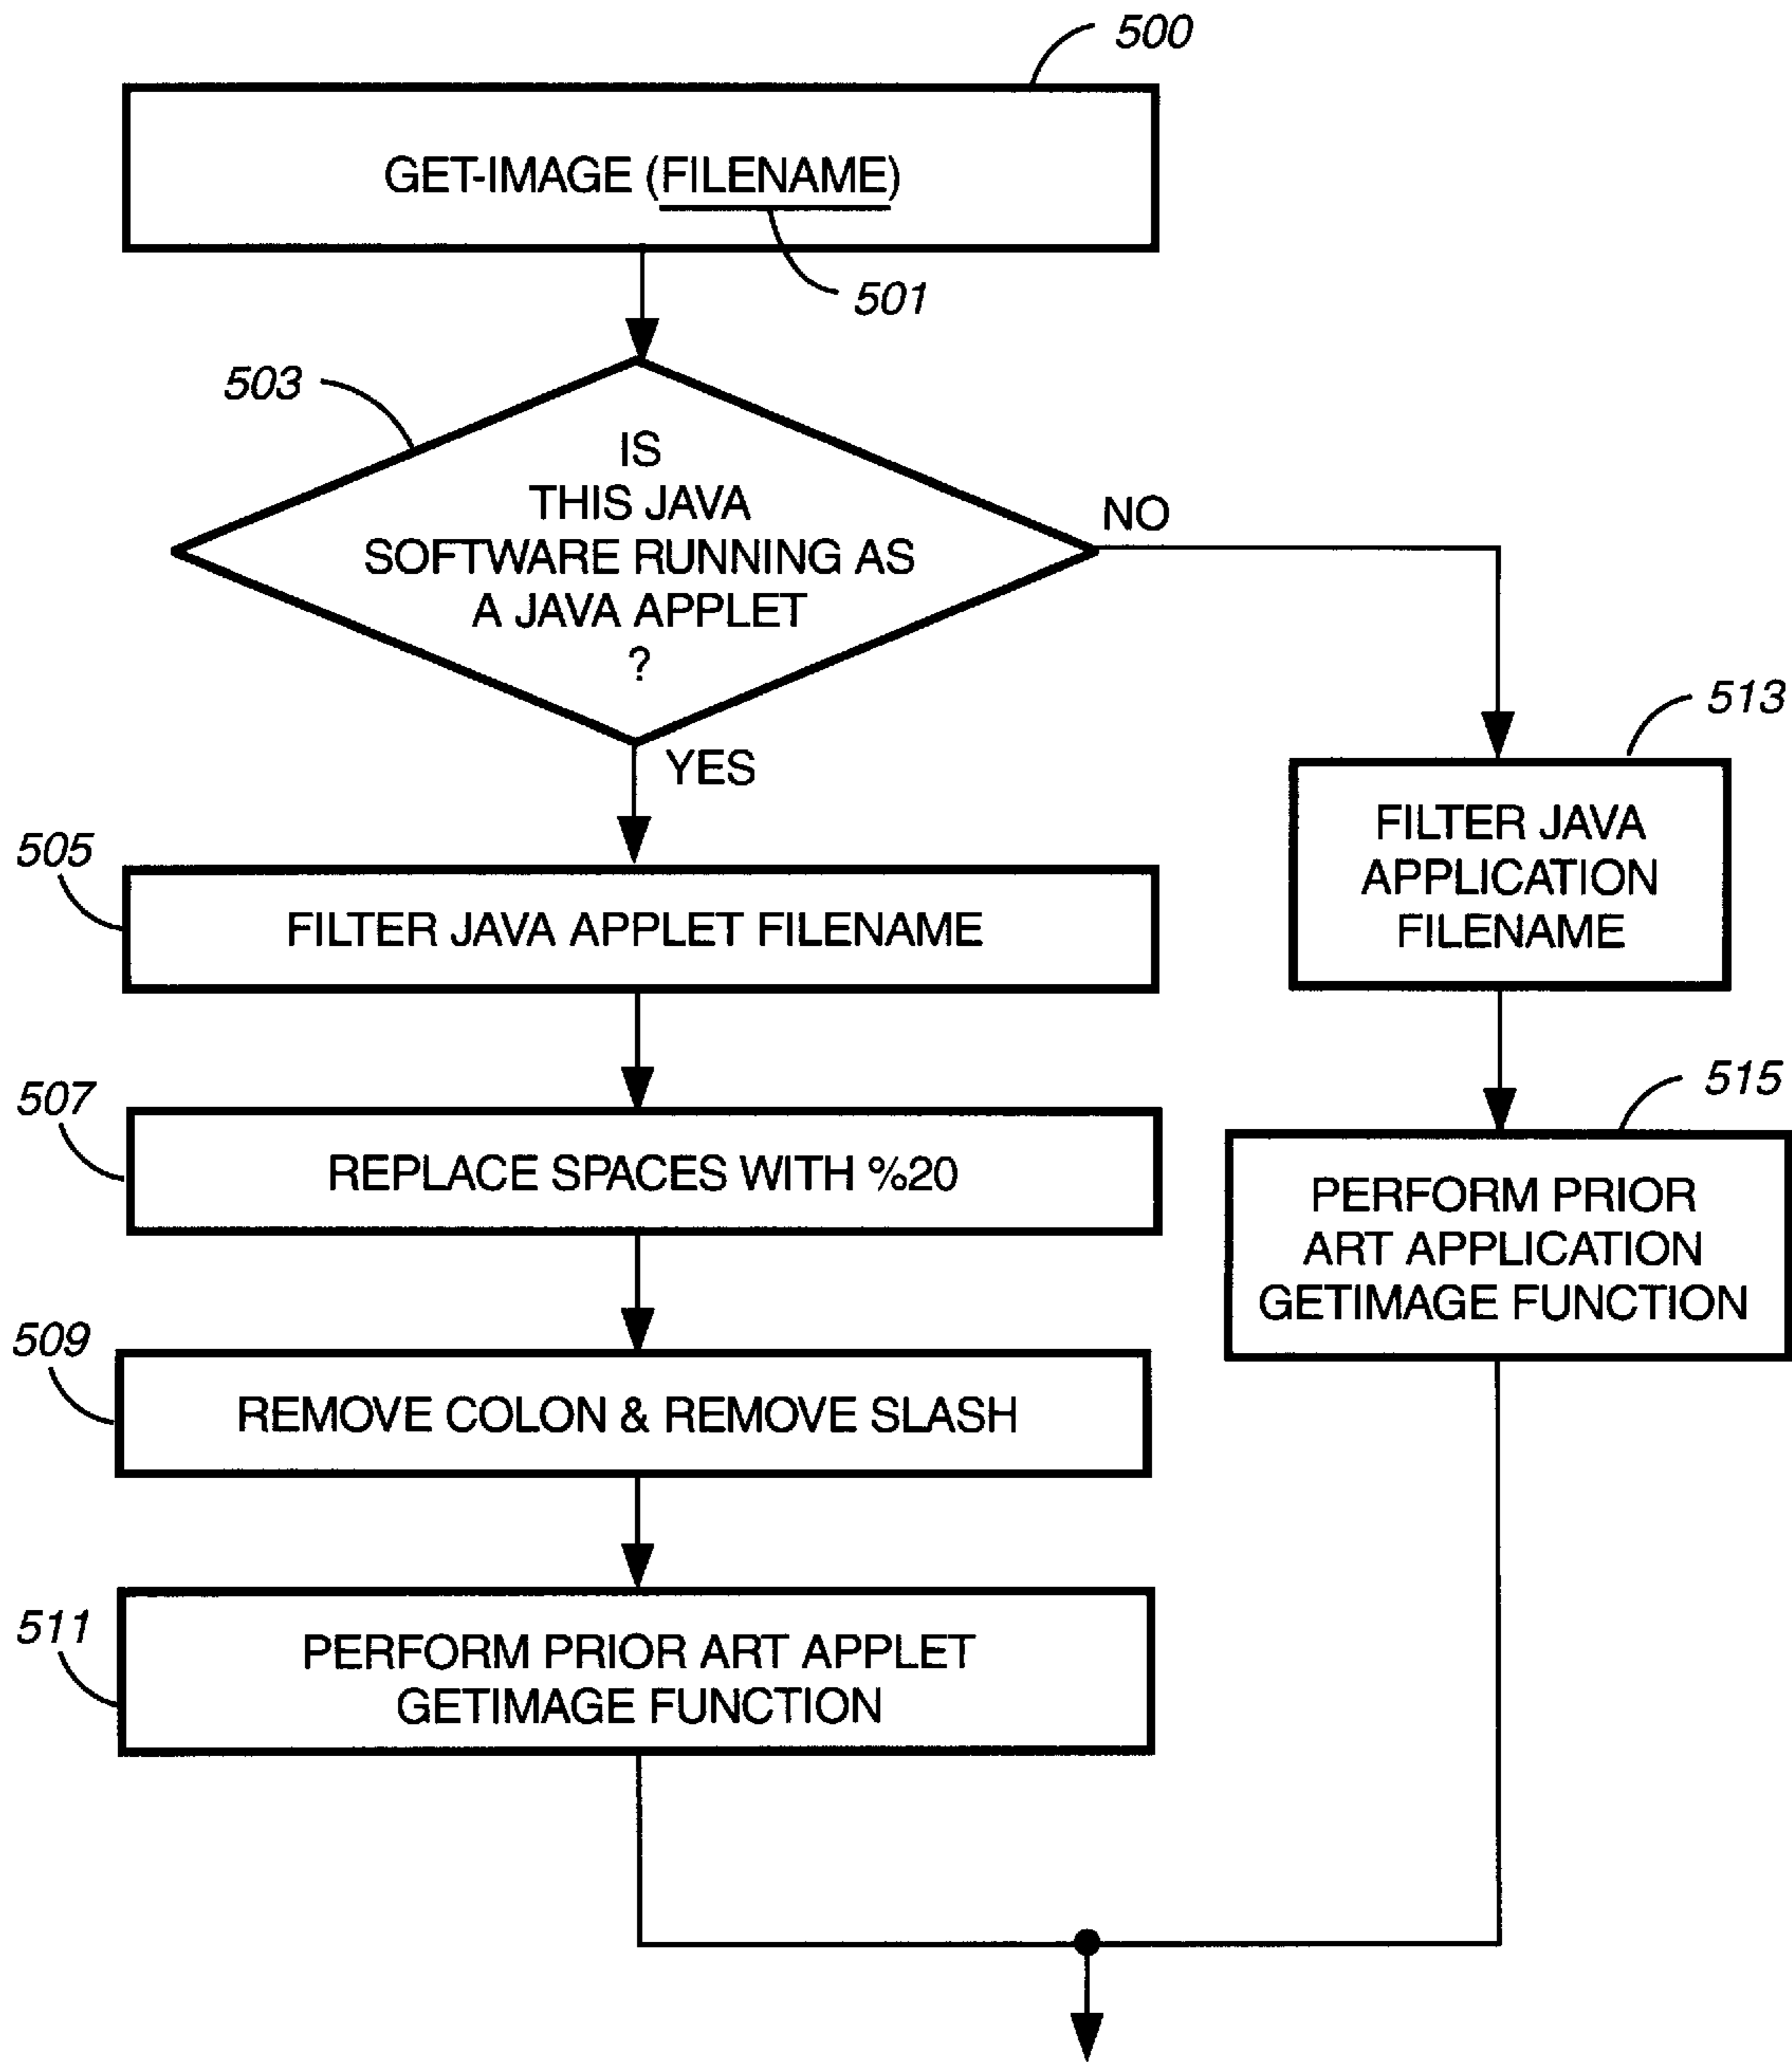 500
GET-IMAGE (FILENAME)
501
503
IS
THIS JAVA
SOFTWARE RUNNING AS
A JAVA APPLET
?
NO
YES
513
FILTER JAVA
APPLICATION
FILENAME
505
FILTER JAVA APPLET FILENAME
507
REPLACE SPACES WITH %20
515
PERFORM PRIOR
ART APPLICATION
GETIMAGE FUNCTION
509
REMOVE COLON & REMOVE SLASH
511
PERFORM PRIOR ART APPLET
GETIMAGE FUNCTION